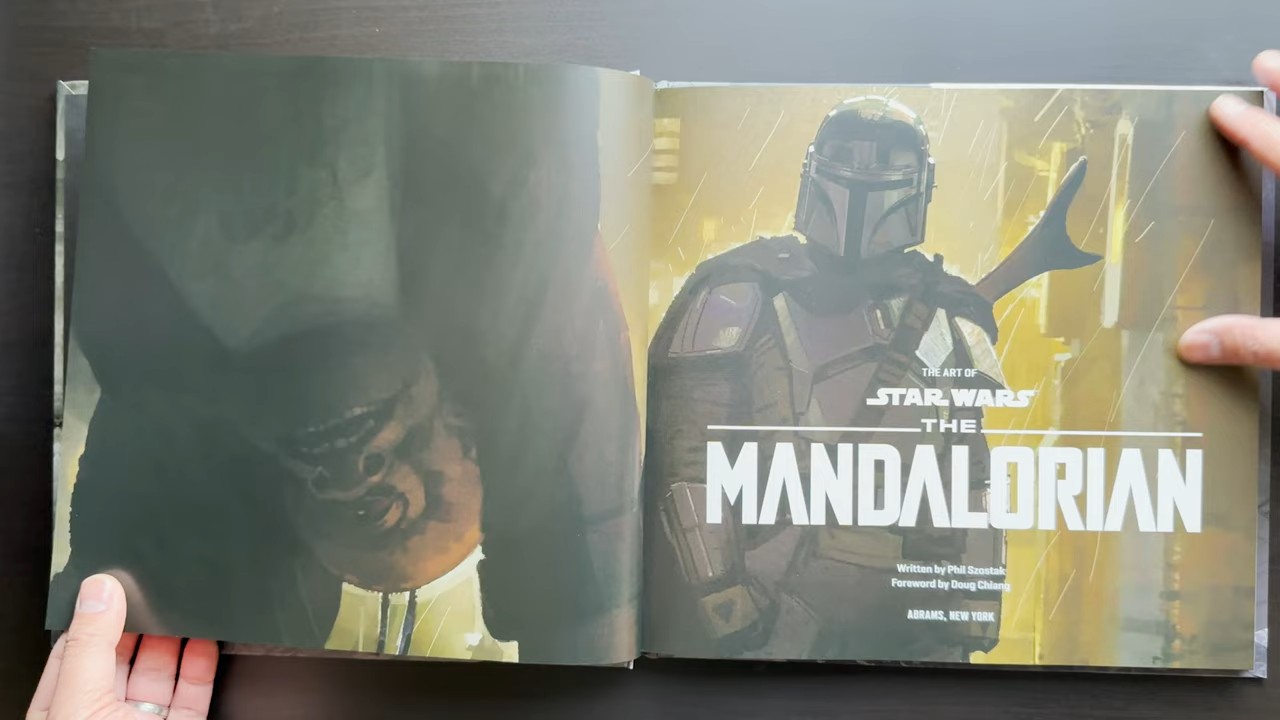 THE ART OF
STAR WARS
THE
MANDALORIAN
Written by Phil Szostak
Foreword by Doug Chiang
ABRAMS, NEW YORK